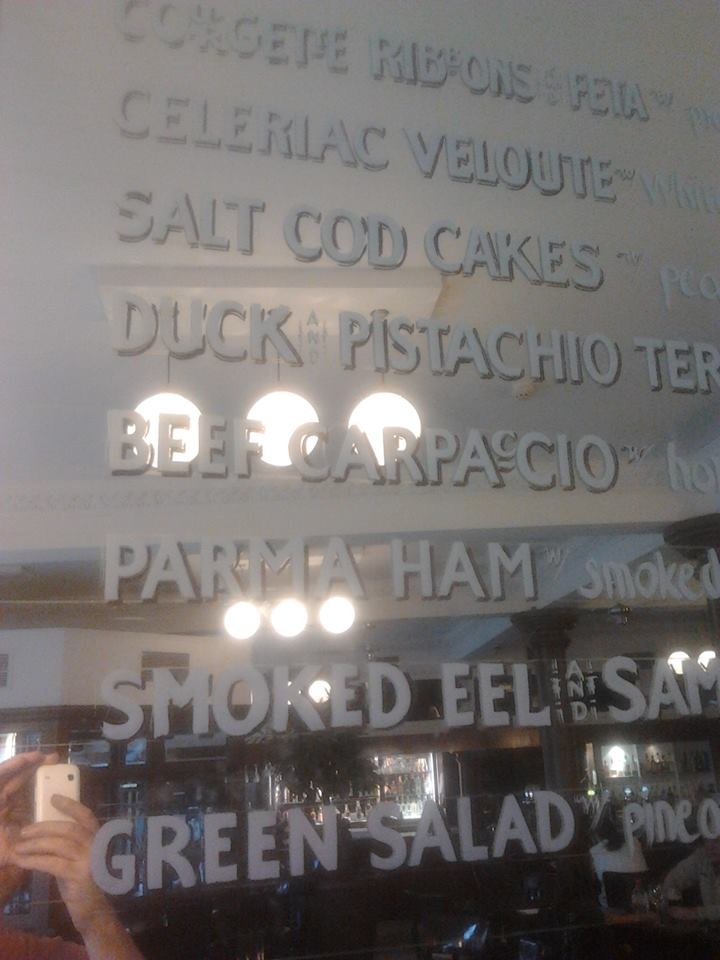 COURGETTE RIBBONS & FETA W
CELERIAC VELOUTE W
SALT COD CAKES W
DUCK AND PISTACHIO TER
BEEF CARPACCIO W
PARMA HAM W/ smoked
SMOKED EEL AND SAM
GREEN SALAD W/